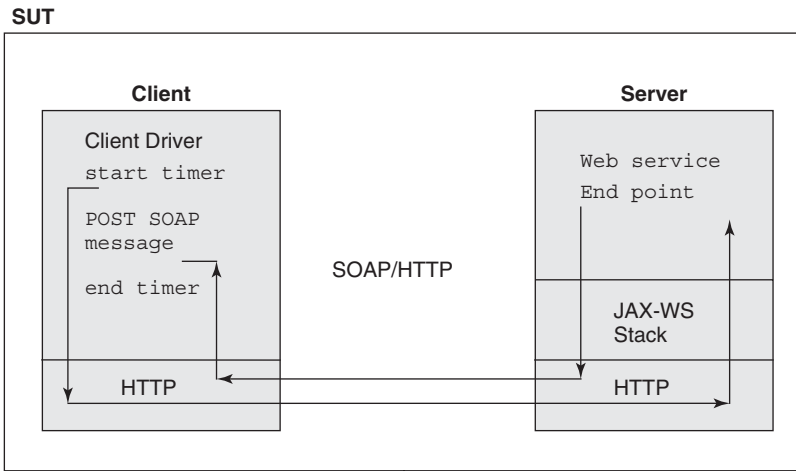 SUT
Client
Client Driver
start timer
POST SOAP
message
end timer
HTTP
SOAP/HTTP
Server
Web service
End point
JAX-WS
Stack
HTTP